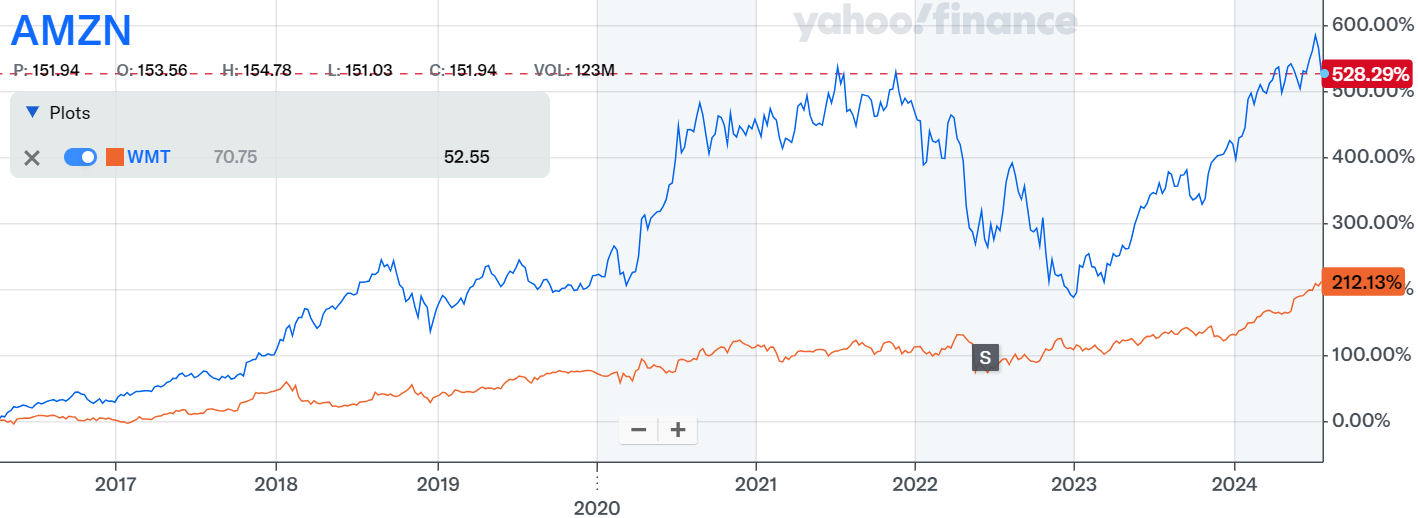 AMZN
yahoo!finance
P: 151.94 O: 153.56 H: 154.78 L: 151.03 C: 151.94 VOL: 123M
Plots
WMT 70.75 52.55
600.00%
528.29%
500.00%
400.00%
300.00%
212.13%
%
100.00%
0.00%
S
2017 2018 2019 2020 2021 2022 2023 2024